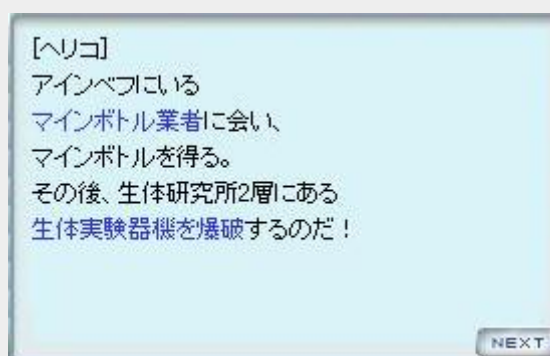 [ヘリコ]
アインベフにいる
マインボトル業者に会い、
マインボトルを得る。
その後、生体研究所2層にある
生体実験器機を爆破するのだ！
NEXT